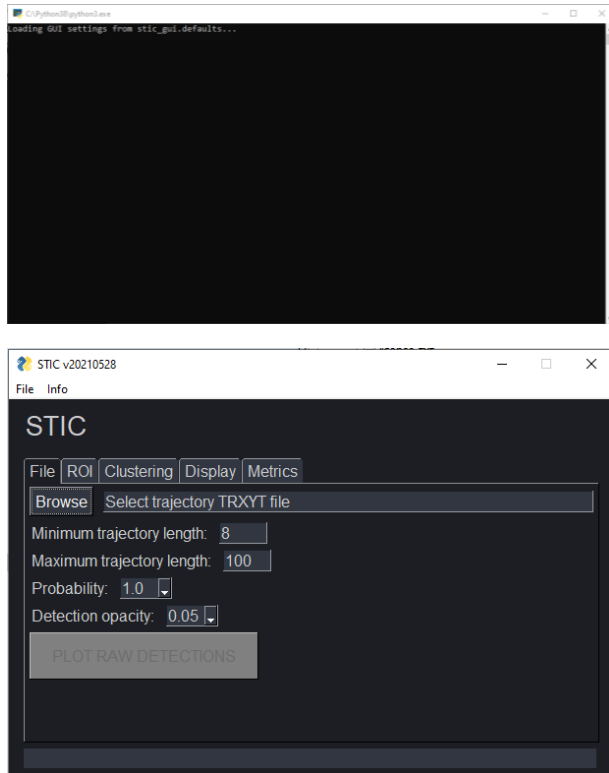 C:\Python38\python3.exe
Loading GUI settings from stic_gui.defaults...
STIC v20210528
File Info
STIC
File ROI Clustering Display Metrics
Browse Select trajectory TRXYT file
Minimum trajectory length: 8
Maximum trajectory length: 100
Probability: 1.0
Detection opacity: 0.05
PLOT RAW DETECTIONS